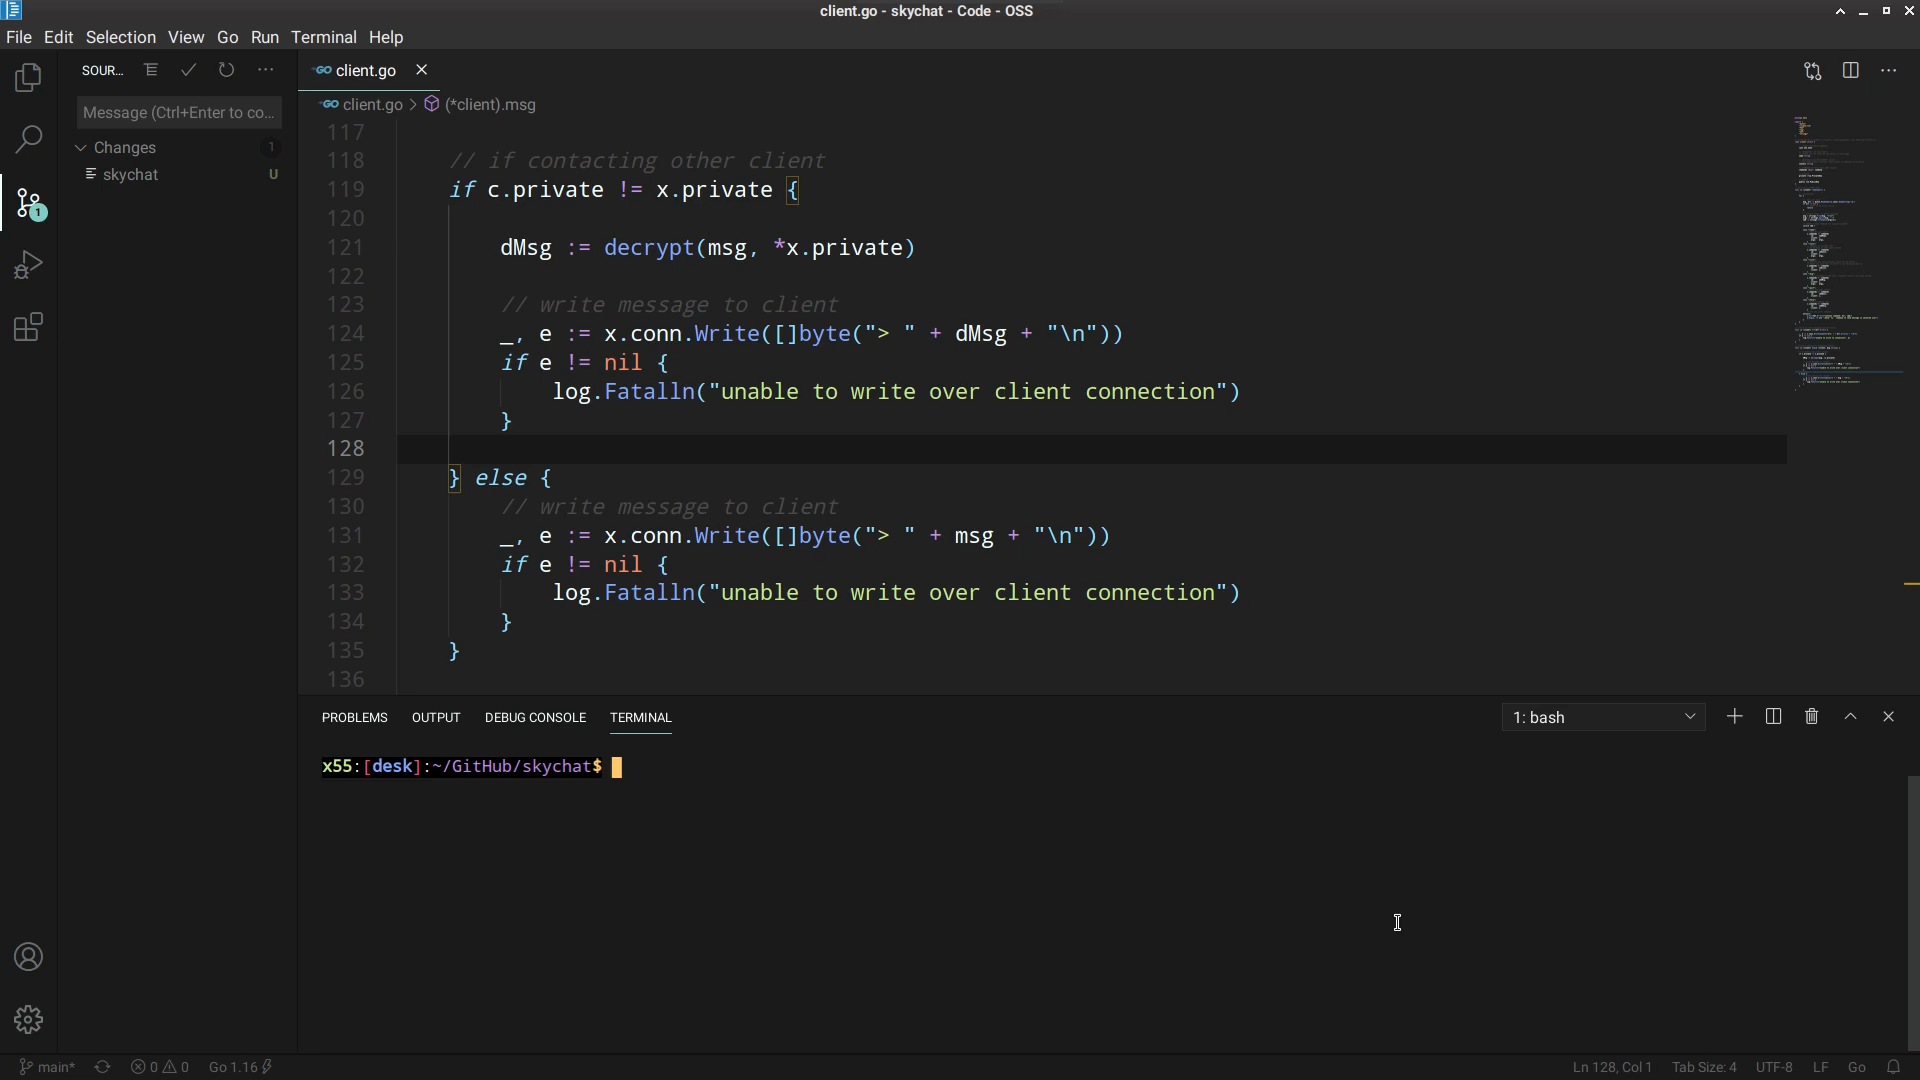 client.go - skychat - Code - OSS
File Edit Selection View Go Run Terminal Help
SOUR...
client.go
Message (Ctrl+Enter to co...
client.go > (*client).msg
Changes 1
skychat U
117
118 // if contacting other client
119 if c.private != x.private {
120
121 dMsg := decrypt(msg, *x.private)
122
123 // write message to client
124 _, e := x.conn.Write([]byte("> " + dMsg + "\n"))
125 if e != nil {
126 log.Fatalln("unable to write over client connection")
127 }
128
129 } else {
130 // write message to client
131 _, e := x.conn.Write([]byte("> " + msg + "\n"))
132 if e != nil {
133 log.Fatalln("unable to write over client connection")
134 }
135 }
136
PROBLEMS OUTPUT DEBUG CONSOLE TERMINAL 1: bash
x55:[desk]:~/GitHub/skychat$
1
main* 0 0 Go 1.16 Ln 128, Col 1 Tab Size: 4 UTF-8 LF Go